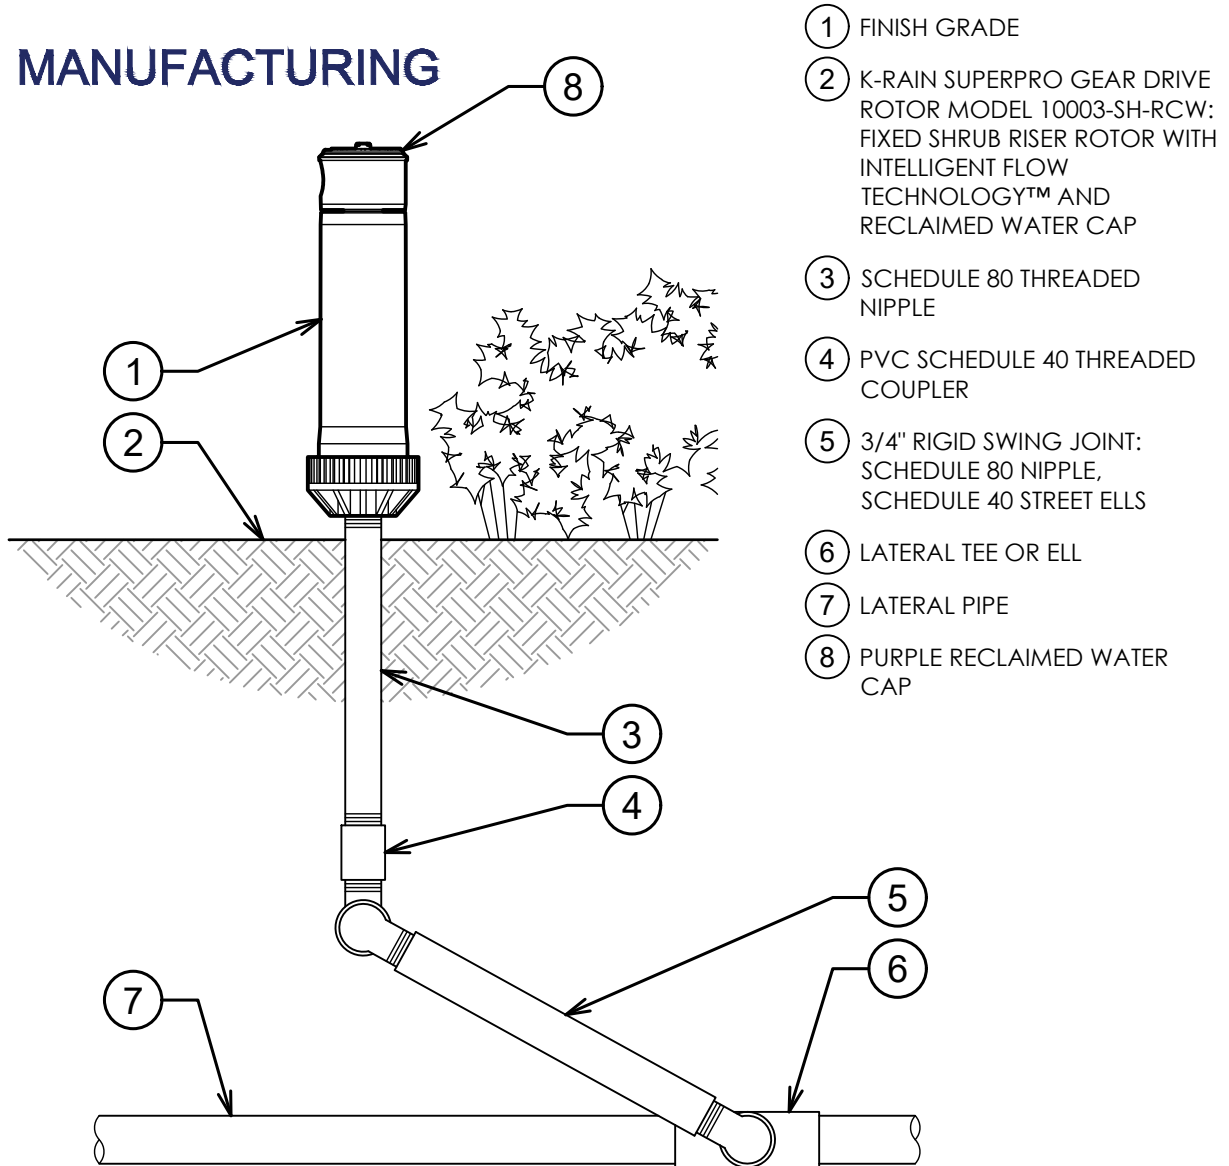 MANUFACTURING
8
1
2
3
4
5
6
7
1 FINISH GRADE
2 K-RAIN SUPERPRO GEAR DRIVE
ROTOR MODEL 10003-SH-RCW:
FIXED SHRUB RISER ROTOR WITH
INTELLIGENT FLOW
TECHNOLOGY™ AND
RECLAIMED WATER CAP
3 SCHEDULE 80 THREADED
NIPPLE
4 PVC SCHEDULE 40 THREADED
COUPLER
5 3/4" RIGID SWING JOINT:
SCHEDULE 80 NIPPLE,
SCHEDULE 40 STREET ELLS
6 LATERAL TEE OR ELL
7 LATERAL PIPE
8 PURPLE RECLAIMED WATER
CAP